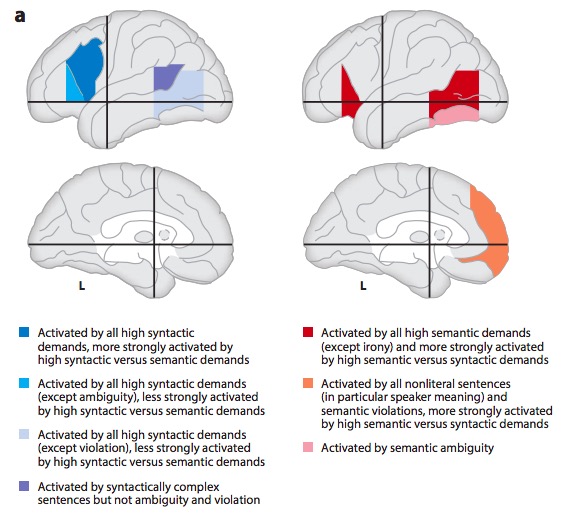 a
L
L
Activated by all high syntactic
demands, more strongly activated by
high syntactic versus semantic demands
Activated by all high syntactic demands
(except ambiguity), less strongly activated
by high syntactic versus semantic demands
Activated by all high syntactic demands
(except violation), less strongly activated
by high syntactic versus semantic demands
Activated by syntactically complex
sentences but not ambiguity and violation
Activated by all high semantic demands
(except irony) and more strongly activated
by high semantic versus syntactic demands
Activated by all nonliteral sentences
(in particular speaker meaning) and
semantic violations, more strongly activated
by high semantic versus syntactic demands
Activated by semantic ambiguity